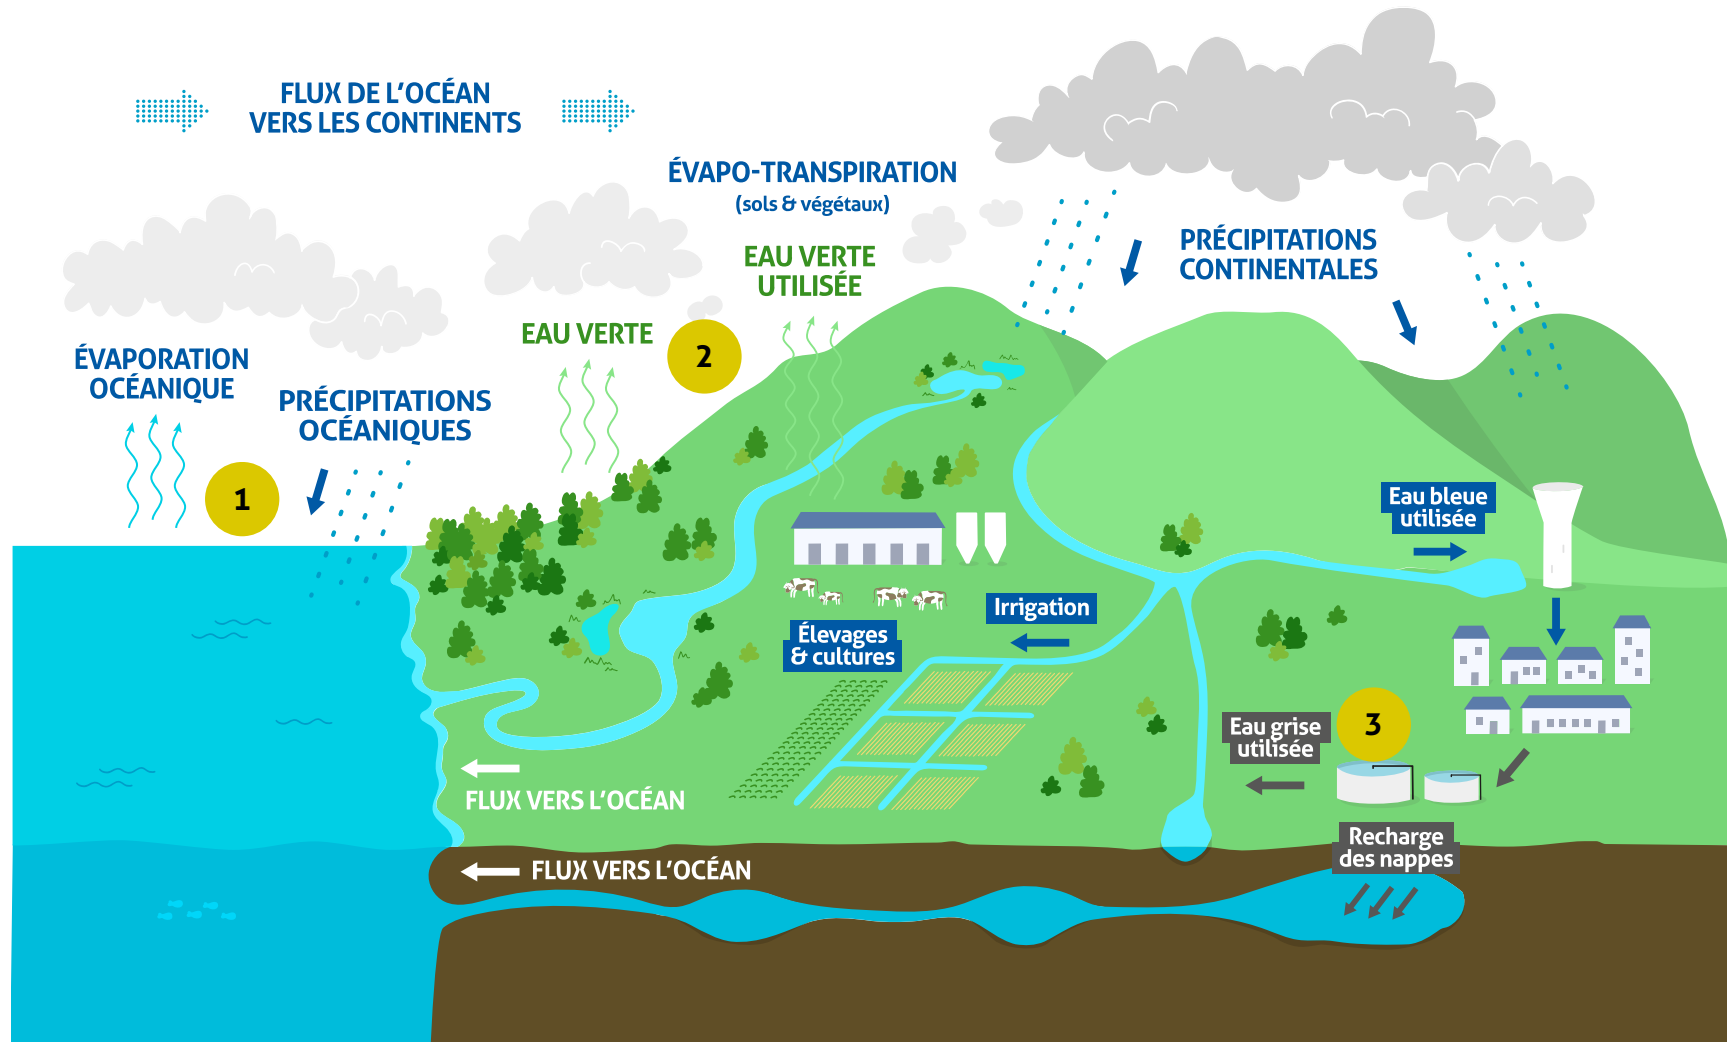 FLUX DE L'OCÉAN
VERS LES CONTINENTS
ÉVAPO-TRANSPIRATION
(sols & végétaux)
EAU VERTE
UTILISÉE
PRÉCIPITATIONS
CONTINENTALES
EAU VERTE
2
ÉVAPORATION
OCÉANIQUE
PRÉCIPITATIONS
OCÉANIQUES
1
Eau bleue
utilisée
Irrigation
Élevages
& cultures
Eau grise
utilisée
3
FLUX VERS L'OCÉAN
Recharge
des nappes
FLUX VERS L'OCÉAN